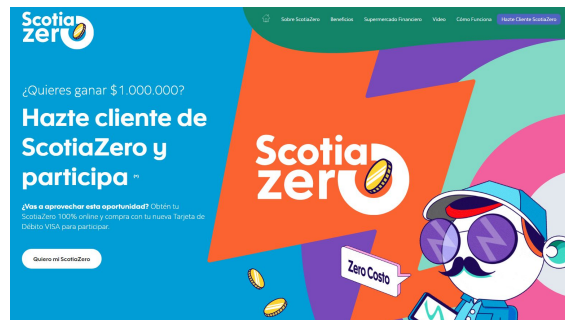 Scotia
zero
Sobre ScotiaZero Beneficios Supermercado Financiero Video Cómo Funciona Hazte Cliente ScotiaZero
¿Quieres ganar $1.000.000?
Hazte cliente de
ScotiaZero y
participa
¿Vas a aprovechar esta oportunidad? Obtén tu
ScotiaZero 100% online y compra con tu nueva Tarjeta de
Débito VISA para participar.
Quiero mi ScotiaZero
Scotia
zero
Zero Costo